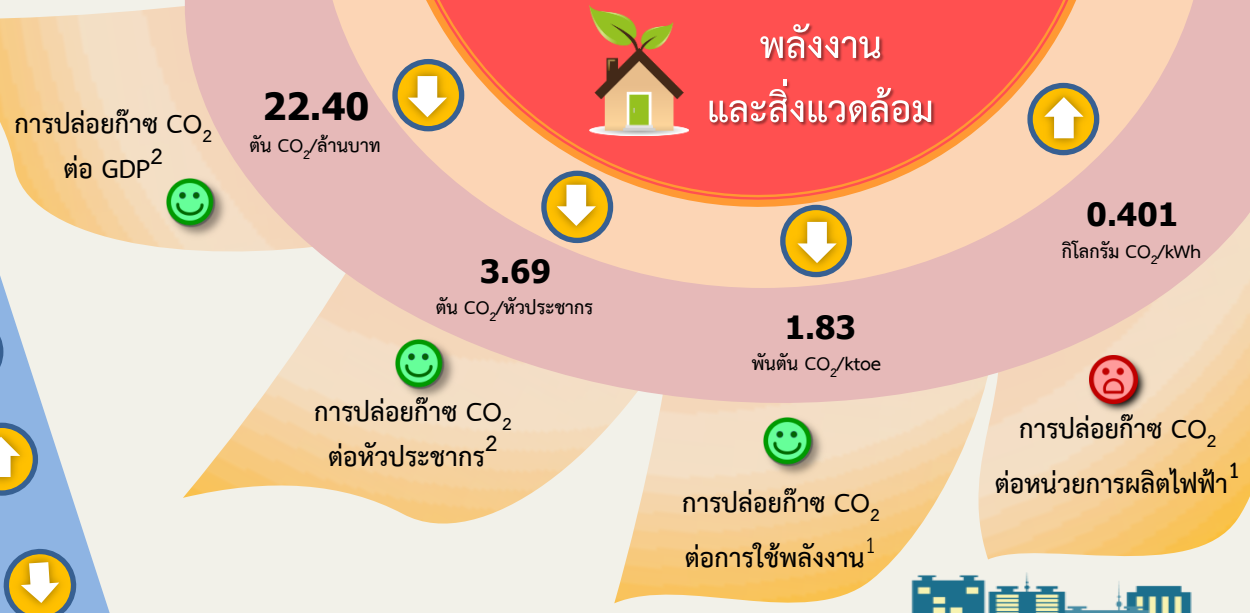 พลังงาน
และสิ่งแวดล้อม
การปล่อยก๊าซ CO₂
ต่อ GDP²
22.40
ตัน CO₂/ล้านบาท
3.69
ตัน CO₂/หัวประชากร
การปล่อยก๊าซ CO₂
ต่อหัวประชากร²
1.83
พันตัน CO₂/ktoe
การปล่อยก๊าซ CO₂
ต่อการใช้พลังงาน¹
0.401
กิโลกรัม CO₂/kWh
การปล่อยก๊าซ CO₂
ต่อหน่วยการผลิตไฟฟ้า¹